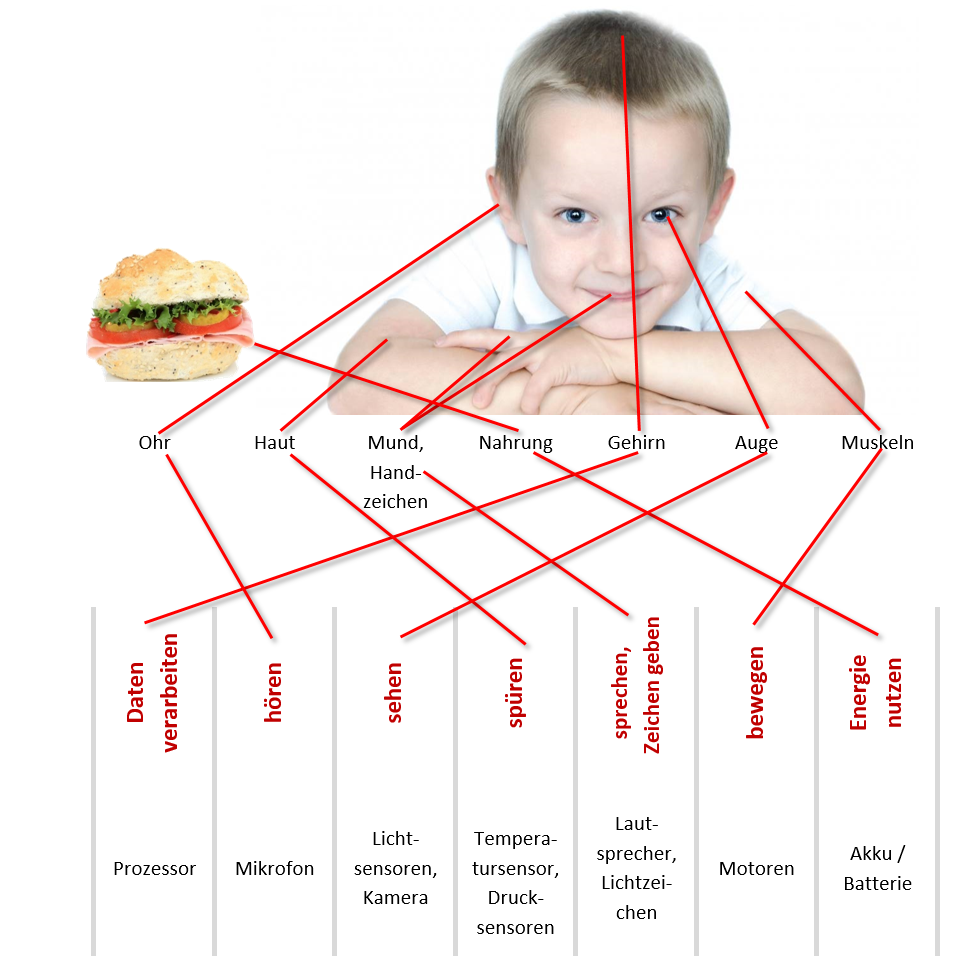 Ohr
Haut
Mund,
Hand-
zeichen
Nahrung
Gehirn
Auge
Muskeln
Daten
verarbeiten
hören
sehen
spüren
sprechen,
Zeichen geben
bewegen
Energie
nutzen
Prozessor
Mikrofon
Licht-
sensoren,
Kamera
Tempera-
tursensor,
Druck-
sensoren
Laut-
sprecher,
Lichtzei-
chen
Motoren
Akku /
Batterie